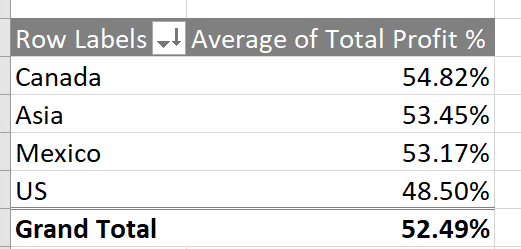 Row Labels Average of Total Profit %
Canada 54.82%
Asia 53.45%
Mexico 53.17%
US 48.50%
Grand Total 52.49%